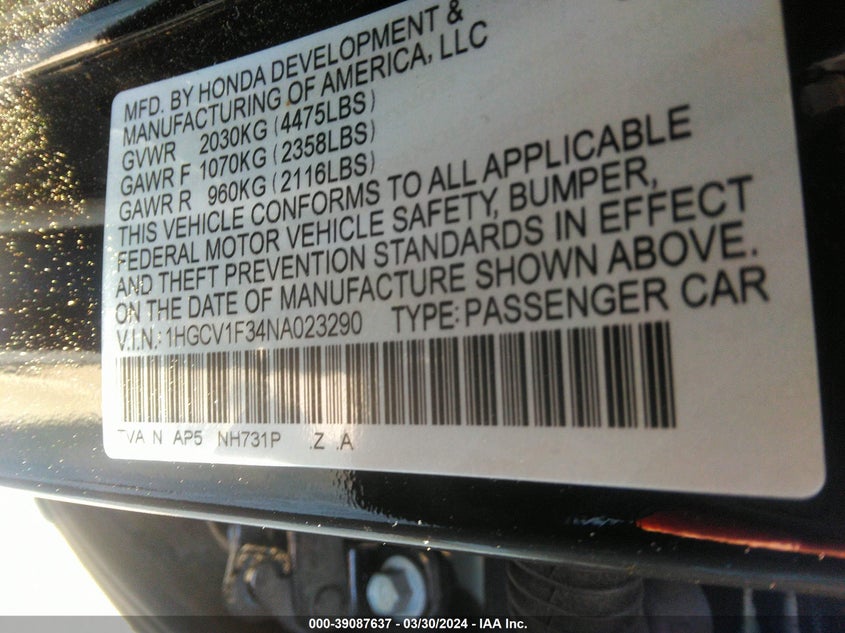 MFD. BY HONDA DEVELOPMENT &
MANUFACTURING OF AMERICA, LLC
GVWR 2030KG (4475LBS)
GAWR F 1070KG (2358LBS)
GAWR R 960KG (2116LBS)
THIS VEHICLE CONFORMS TO ALL APPLICABLE
FEDERAL MOTOR VEHICLE SAFETY, BUMPER,
AND THEFT PREVENTION STANDARDS IN EFFECT
ON THE DATE OF MANUFACTURE SHOWN ABOVE.
V.I.N.: 1HGCV1F34NA023290 TYPE: PASSENGER CAR
TVA N AP5 NH731P .Z .A
000-39087637 - 03/30/2024 - IAA Inc.